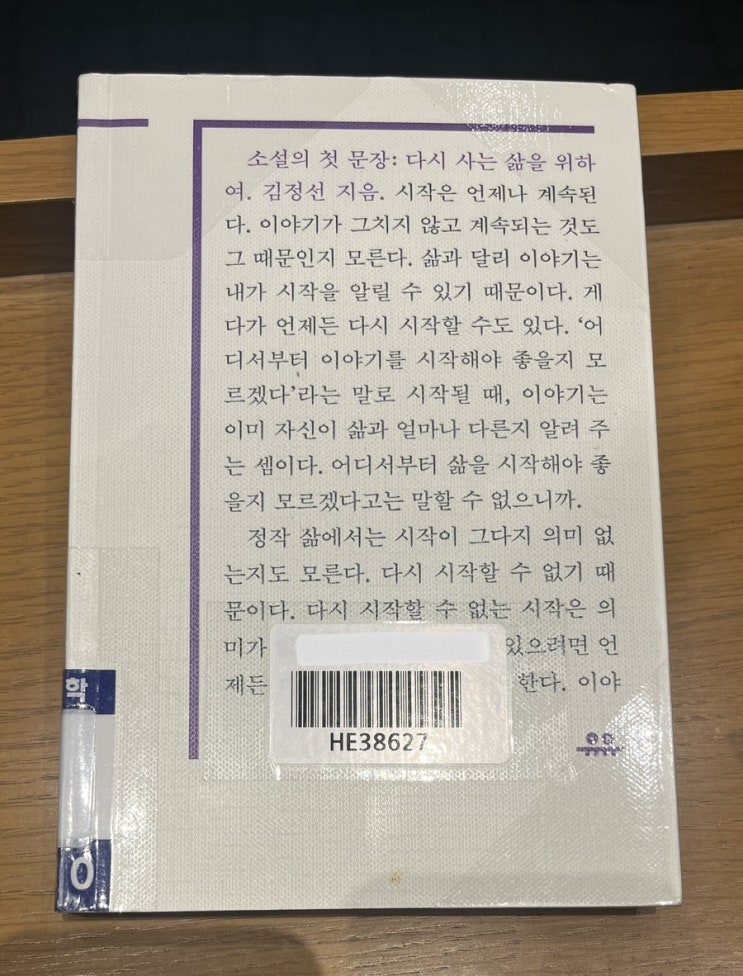 소설의 첫 문장: 다시 사는 삶을 위하
여. 김정선 지음. 시작은 언제나 계속된
다. 이야기가 그치지 않고 계속되는 것도
그 때문인지 모른다. 삶과 달리 이야기는
내가 시작을 알릴 수 있기 때문이다. 게
다가 언제든 다시 시작할 수도 있다. ‘어
디서부터 이야기를 시작해야 좋을지 모
르겠다’라는 말로 시작될 때, 이야기는
이미 자신이 삶과 얼마나 다른지 알려 주
는 셈이다. 어디서부터 삶을 시작해야 좋
을지 모르겠다고는 말할 수 없으니까.
정작 삶에서는 시작이 그다지 의미 없
는지도 모른다. 다시 시작할 수 없기 때
문이다. 다시 시작할 수 없는 시작은 의
미가 있으려면 언
제든 한다. 이야
HE38627
유유
학
0